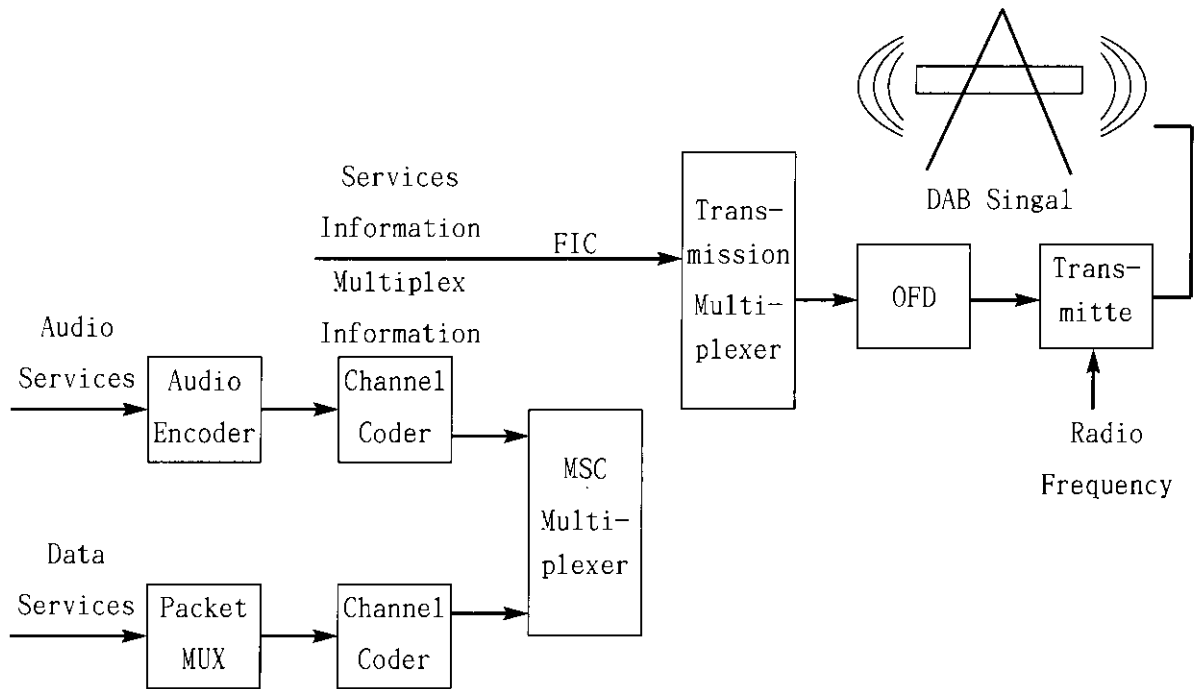 DAB Singal
Services
Information
FIC
Multiplex
Information
Trans-
mission
Multi-
plexer
OFD
Trans-
mitte
Radio
Frequency
Audio
Services
Audio
Encoder
Channel
Coder
MSC
Multi-
plexer
Data
Services
Packet
MUX
Channel
Coder